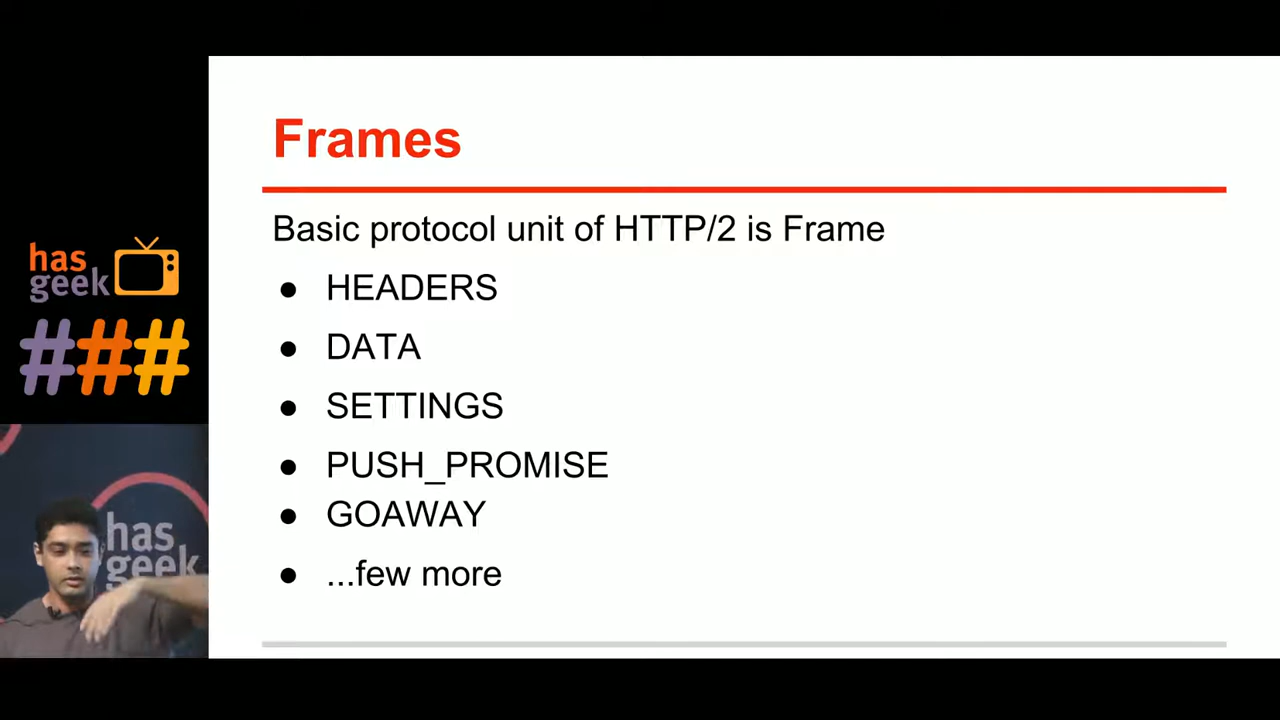 Frames
Basic protocol unit of HTTP/2 is Frame
● HEADERS
● DATA
● SETTINGS
● PUSH_PROMISE
● GOAWAY
● ...few more
has
geek
###
has
geek